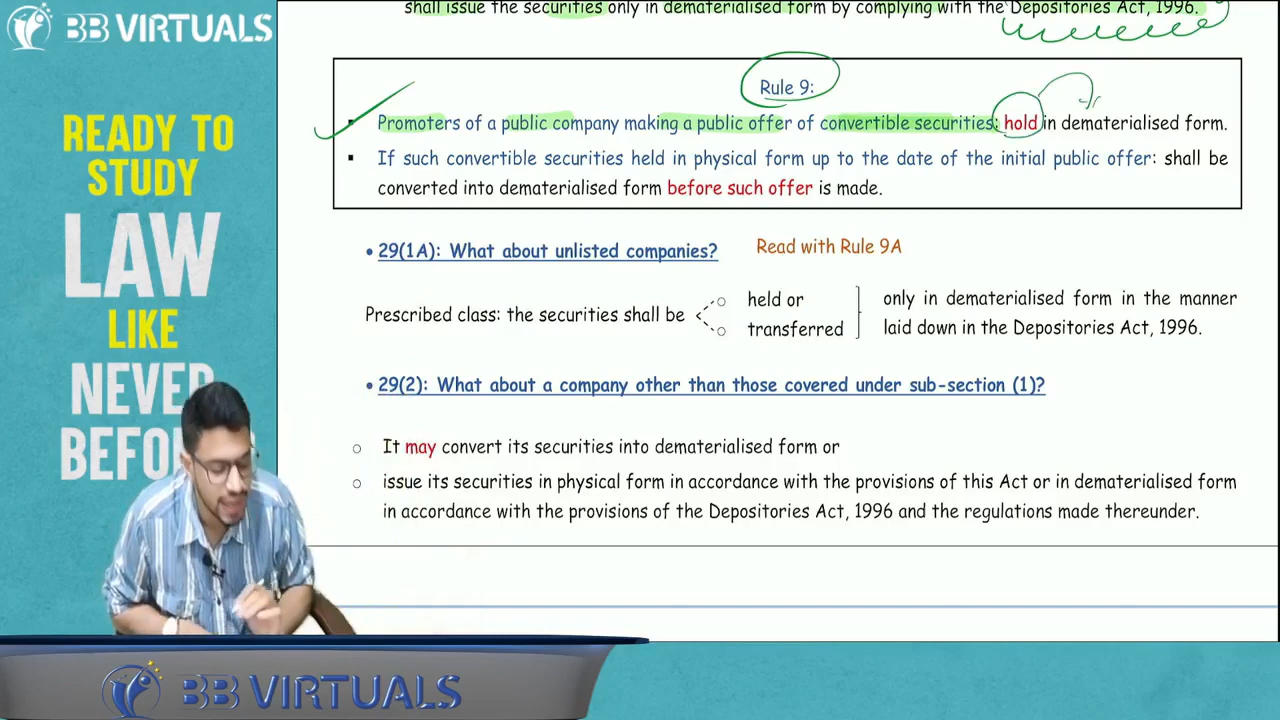 BB VIRTUALS
READY TO
STUDY
LAW
LIKE
NEVER
shall issue the securities only in dematerialised form by complying with the Depositories Act, 1996.
Rule 9:
▪ Promoters of a public company making a public offer of convertible securities: hold in dematerialised form.
▪ If such convertible securities held in physical form up to the date of the initial public offer: shall be
converted into dematerialised form before such offer is made.
• 29(1A): What about unlisted companies? Read with Rule 9A
Prescribed class: the securities shall be
○ held or
○ transferred
only in dematerialised form in the manner
laid down in the Depositories Act, 1996.
• 29(2): What about a company other than those covered under sub-section (1)?
○ It may convert its securities into dematerialised form or
○ issue its securities in physical form in accordance with the provisions of this Act or in dematerialised form
in accordance with the provisions of the Depositories Act, 1996 and the regulations made thereunder.
BB VIRTUALS